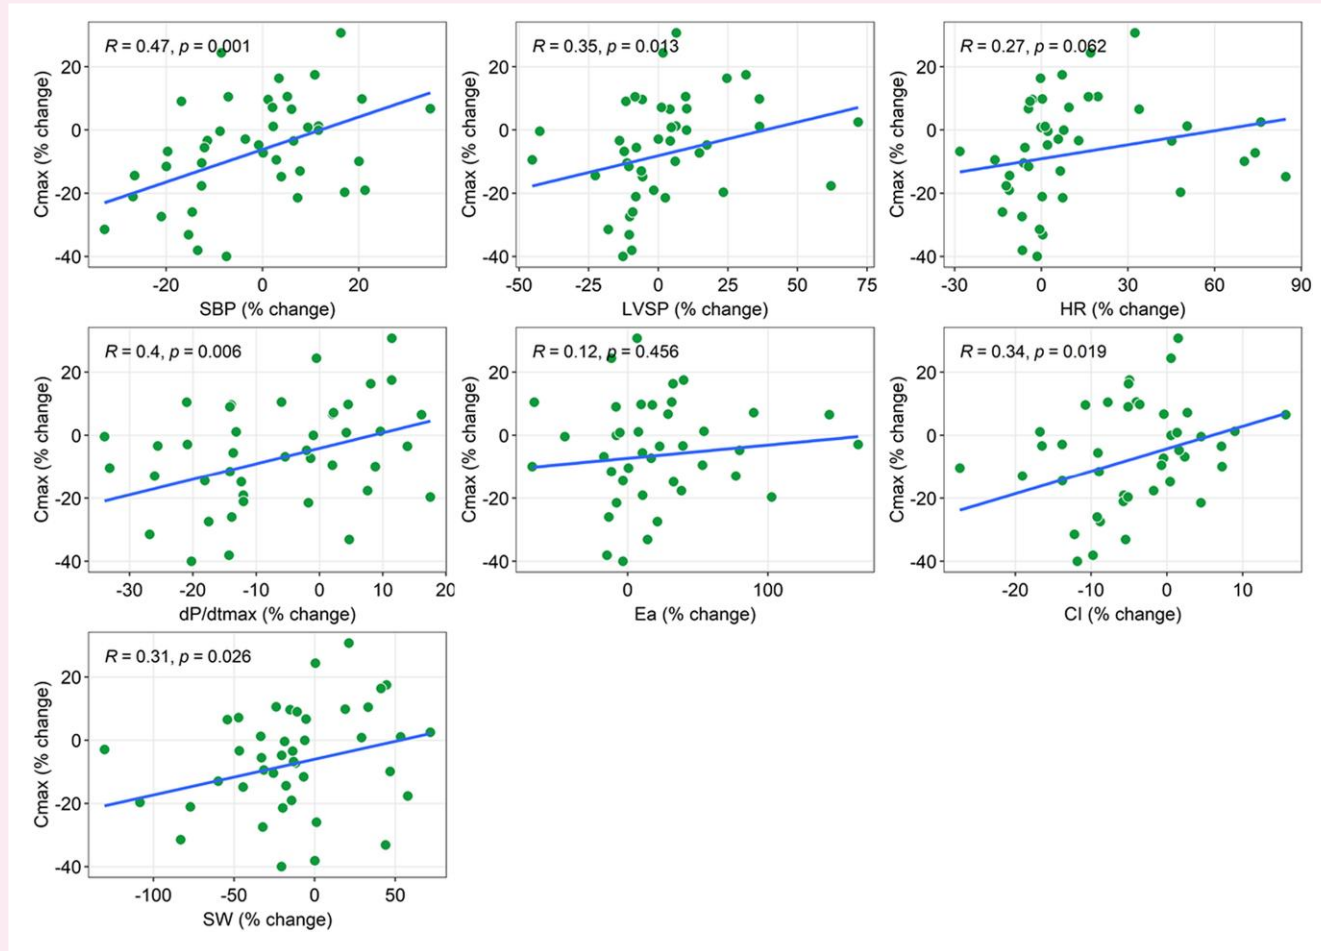 R = 0.47, p = 0.001
Cmax (% change)
20
0
-20
-40
-20
0
20
SBP (% change)
R = 0.35, p = 0.013
Cmax (% change)
20
0
-20
-40
-50
-25
0
25
50
75
LVSP (% change)
R = 0.27, p = 0.062
Cmax (% change)
20
0
-20
-40
-30
0
30
60
90
HR (% change)
R = 0.4, p = 0.006
Cmax (% change)
20
0
-20
-40
-30
-20
-10
0
10
20
dP/dtmax (% change)
R = 0.12, p = 0.456
Cmax (% change)
20
0
-20
-40
0
100
Ea (% change)
R = 0.34, p = 0.019
Cmax (% change)
20
0
-20
-40
-20
-10
0
10
CI (% change)
R = 0.31, p = 0.026
Cmax (% change)
20
0
-20
-40
-100
-50
0
50
SW (% change)